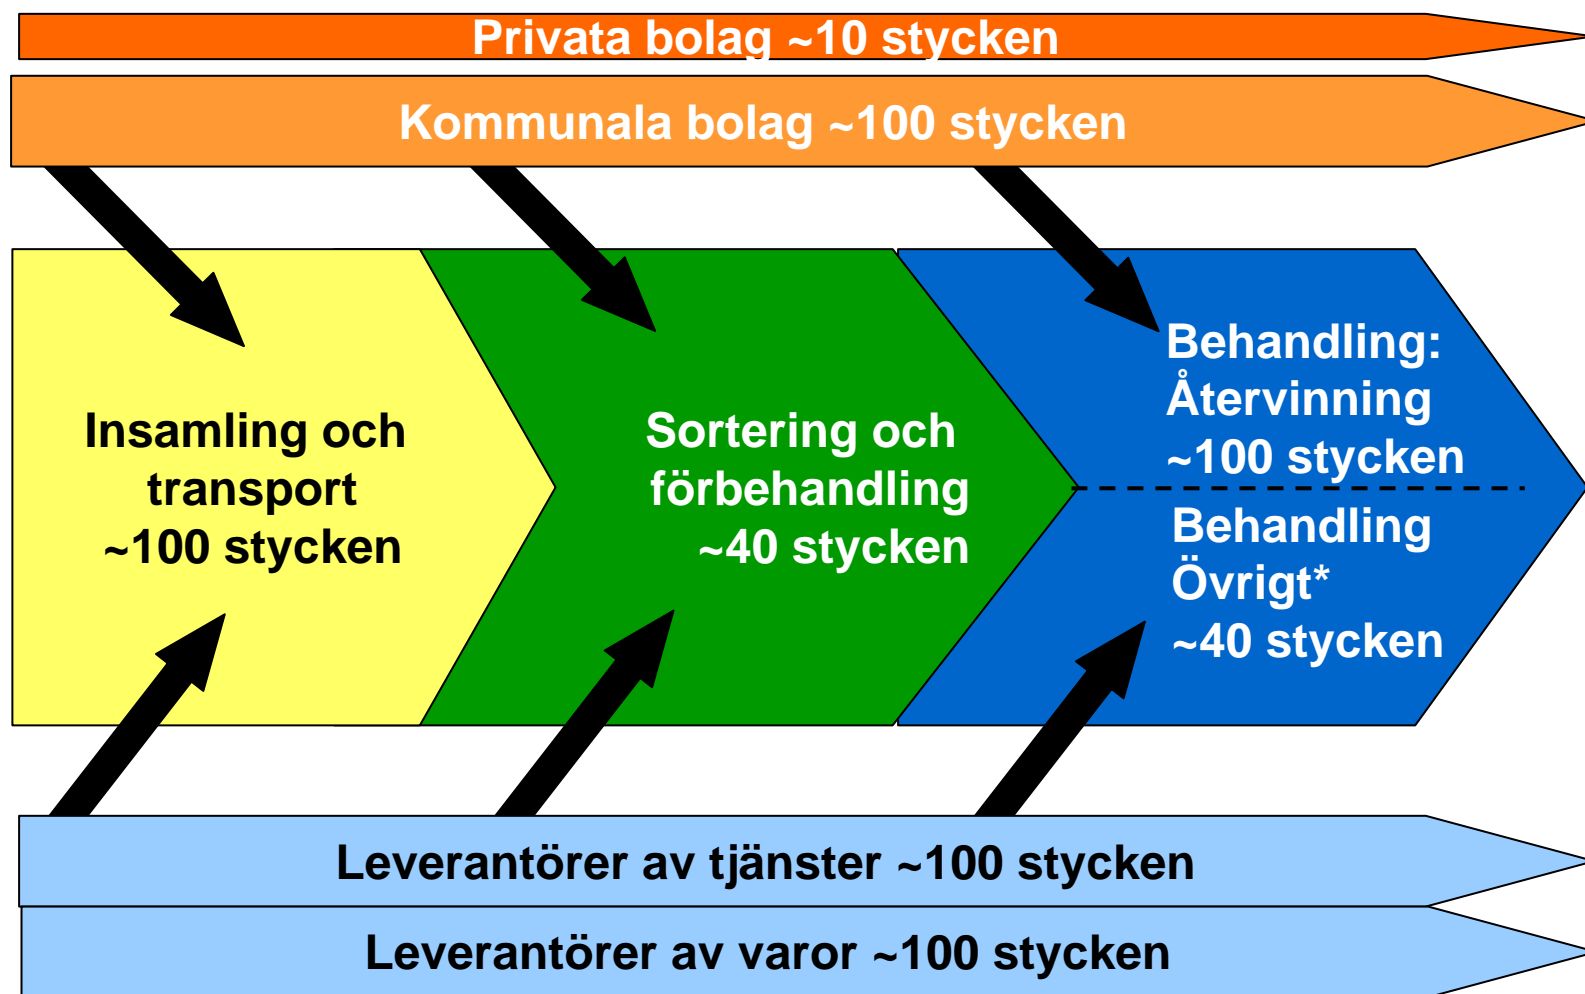 Privata bolag ~10 stycken
Kommunala bolag ~100 stycken
Insamling och
transport
~100 stycken
Sortering och
förbehandling
~40 stycken
Behandling:
Återvinning
~100 stycken
Behandling
Övrigt*
~40 stycken
Leverantörer av tjänster ~100 stycken
Leverantörer av varor ~100 stycken